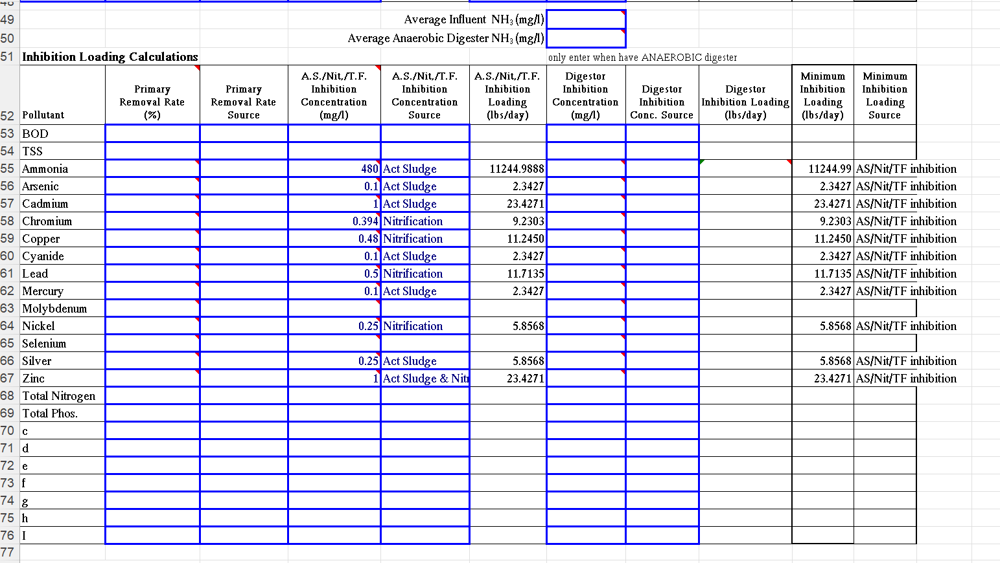 49 Average Influent NH₃ (mg/l)
50 Average Anaerobic Digester NH₃ (mg/l)
51 Inhibition Loading Calculations only enter when have ANAEROBIC digester
52 Pollutant
Primary
Removal Rate
(%)
Primary
Removal Rate
Source
A.S./Nit,/T.F.
Inhibition
Concentration
(mg/l)
A.S./Nit,/T.F.
Inhibition
Concentration
Source
A.S./Nit,/T.F.
Inhibition
Loading
(lbs/day)
Digestor
Inhibition
Concentration
(mg/l)
Digestor
Inhibition
Conc. Source
Digestor
Inhibition Loading
(lbs/day)
Minimum
Inhibition
Loading
(lbs/day)
Minimum
Inhibition
Loading
Source
53 BOD
54 TSS
55 Ammonia 480 Act Sludge 11244.9888 11244.99 AS/Nit/TF inhibition
56 Arsenic 0.1 Act Sludge 2.3427 2.3427 AS/Nit/TF inhibition
57 Cadmium 1 Act Sludge 23.4271 23.4271 AS/Nit/TF inhibition
58 Chromium 0.394 Nitrification 9.2303 9.2303 AS/Nit/TF inhibition
59 Copper 0.48 Nitrification 11.2450 11.2450 AS/Nit/TF inhibition
60 Cyanide 0.1 Act Sludge 2.3427 2.3427 AS/Nit/TF inhibition
61 Lead 0.5 Nitrification 11.7135 11.7135 AS/Nit/TF inhibition
62 Mercury 0.1 Act Sludge 2.3427 2.3427 AS/Nit/TF inhibition
63 Molybdenum
64 Nickel 0.25 Nitrification 5.8568 5.8568 AS/Nit/TF inhibition
65 Selenium
66 Silver 0.25 Act Sludge 5.8568 5.8568 AS/Nit/TF inhibition
67 Zinc 1 Act Sludge & Nit 23.4271 23.4271 AS/Nit/TF inhibition
68 Total Nitrogen
69 Total Phos.
70 c
71 d
72 e
73 f
74 g
75 h
76 I
77